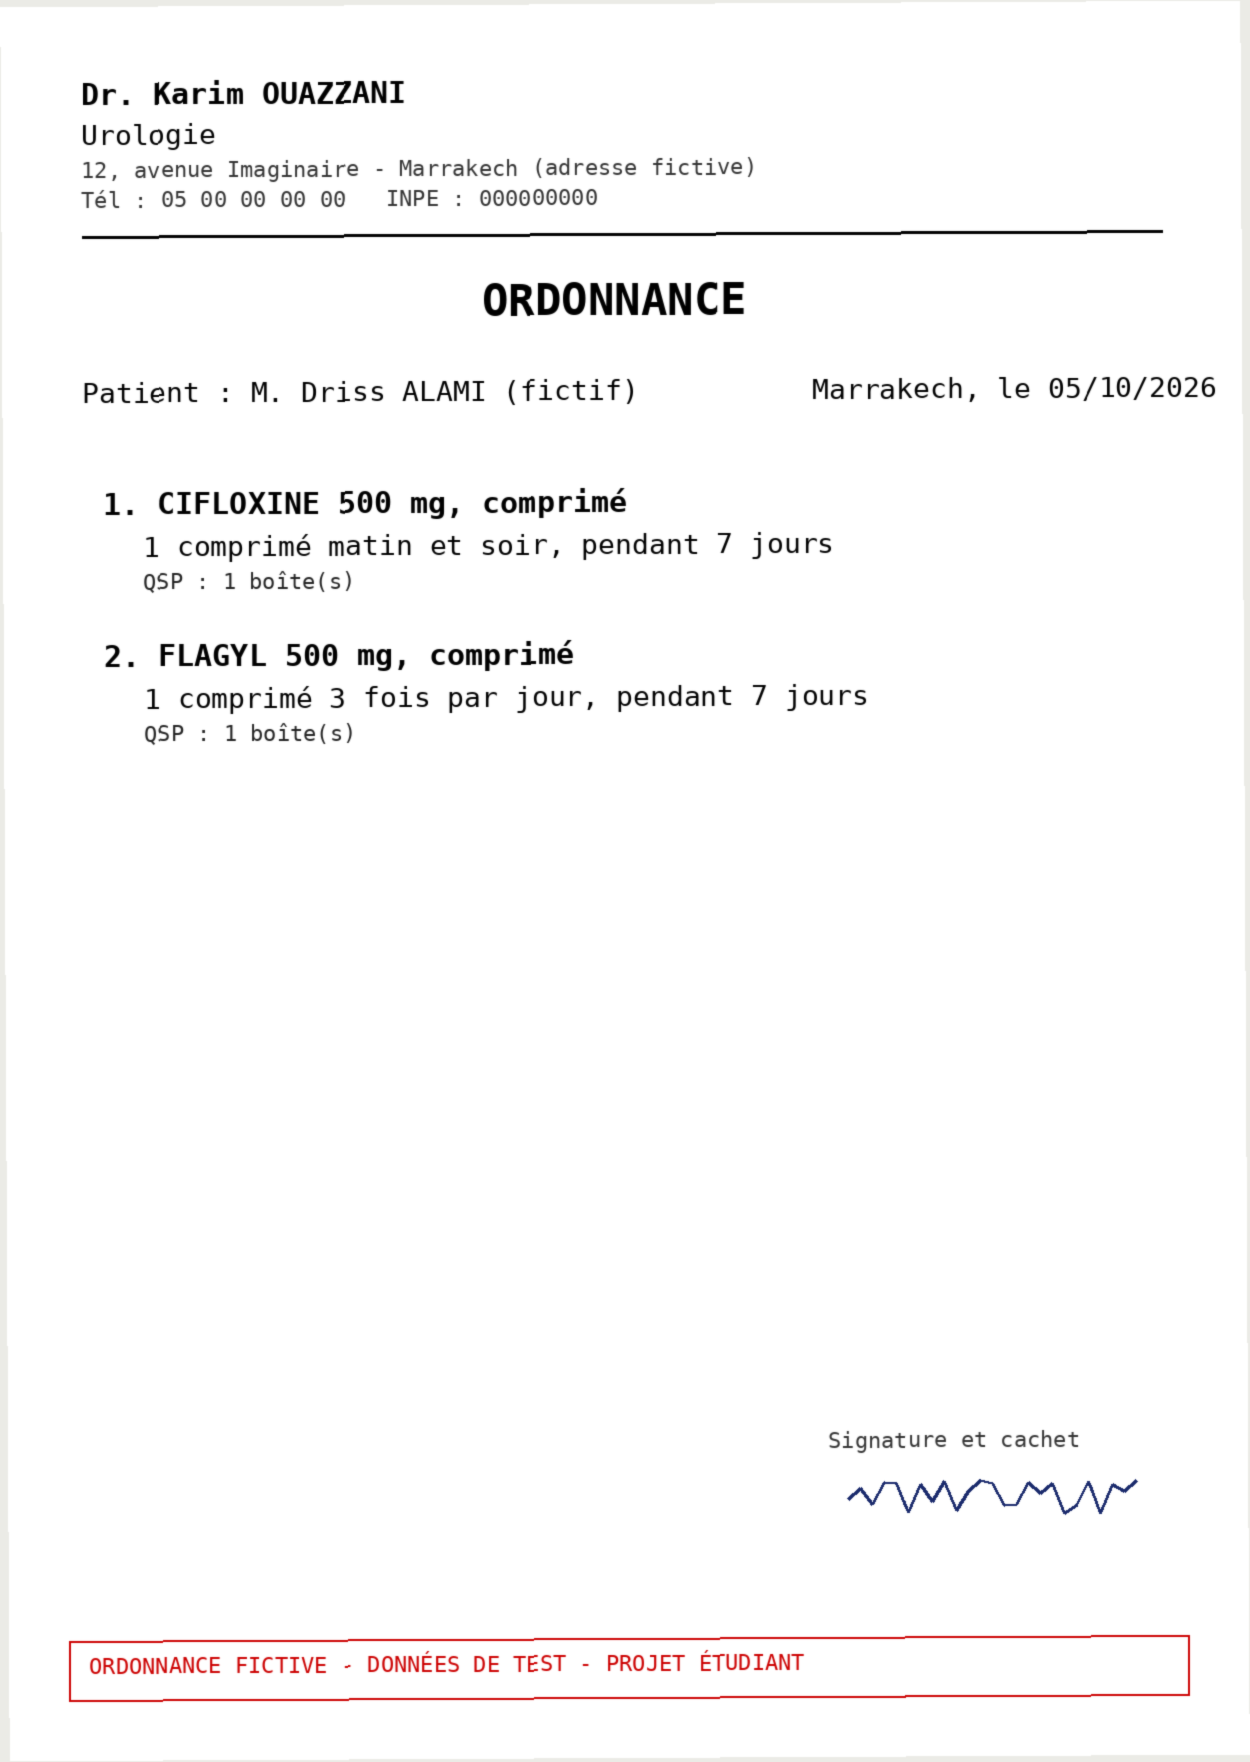 Dr. Karim OUAZZANI
Urologie
12, avenue Imaginaire - Marrakech (adresse fictive)
Tél : 05 00 00 00 00   INPE : 000000000
ORDONNANCE
Patient : M. Driss ALAMI (fictif)   Marrakech, le 05/10/2026
1. CIFLOXINE 500 mg, comprimé
1 comprimé matin et soir, pendant 7 jours
QSP : 1 boîte(s)
2. FLAGYL 500 mg, comprimé
1 comprimé 3 fois par jour, pendant 7 jours
QSP : 1 boîte(s)
Signature et cachet
ORDONNANCE FICTIVE - DONNÉES DE TEST - PROJET ÉTUDIANT